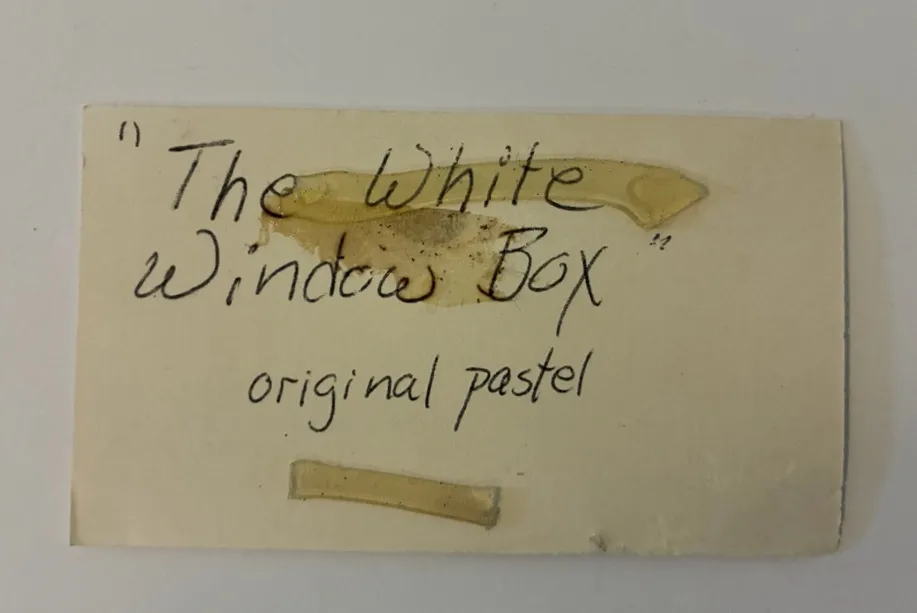 "The White
Window Box"
original pastel